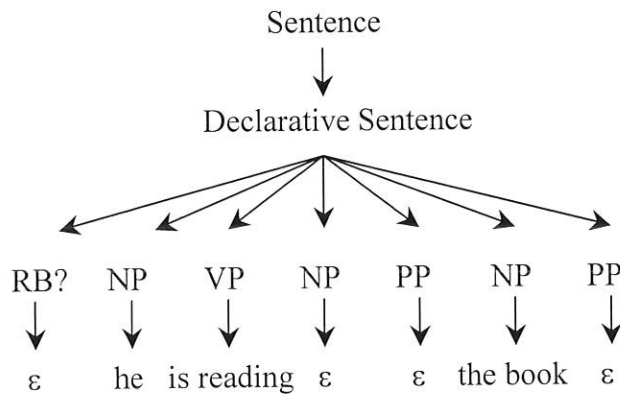 Sentence
Declarative Sentence
RB? NP VP NP PP NP PP
ε he is reading ε ε the book ε